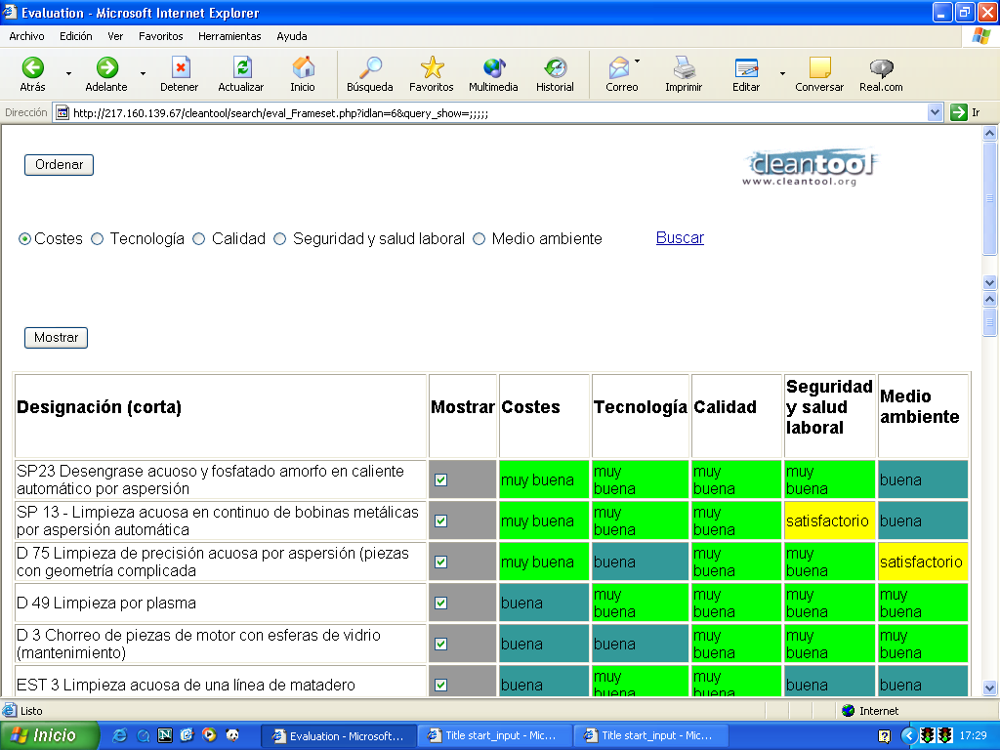 Evaluation - Microsoft Internet Explorer
Archivo Edición Ver Favoritos Herramientas Ayuda
Atrás Adelante Detener Actualizar Inicio Búsqueda Favoritos Multimedia Historial Correo Imprimir Editar Conversar Real.com
Dirección http://217.160.139.67/cleantool/search/eval_Frameset.php?idlan=6&query_show=;;;;; Ir
Ordenar
cleantool
www.cleantool.org
Costes Tecnología Calidad Seguridad y salud laboral Medio ambiente Buscar
Mostrar
Designación (corta) Mostrar Costes Tecnología Calidad Seguridad y salud laboral Medio ambiente
SP23 Desengrase acuoso y fosfatado amorfo en caliente automático por aspersión muy buena muy buena muy buena muy buena buena
SP 13 - Limpieza acuosa en continuo de bobinas metálicas por aspersión automática muy buena muy buena muy buena satisfactorio buena
D 75 Limpieza de precisión acuosa por aspersión (piezas con geometría complicada muy buena buena muy buena muy buena satisfactorio
D 49 Limpieza por plasma buena muy buena muy buena muy buena muy buena
D 3 Chorreo de piezas de motor con esferas de vidrio (mantenimiento) buena buena muy buena muy buena muy buena
EST 3 Limpieza acuosa de una línea de matadero buena muy buena muy buena buena buena
Listo Internet
Inicio Evaluation - Microsoft... Title start_input - Mic... Title start_input - Mic... 17:29